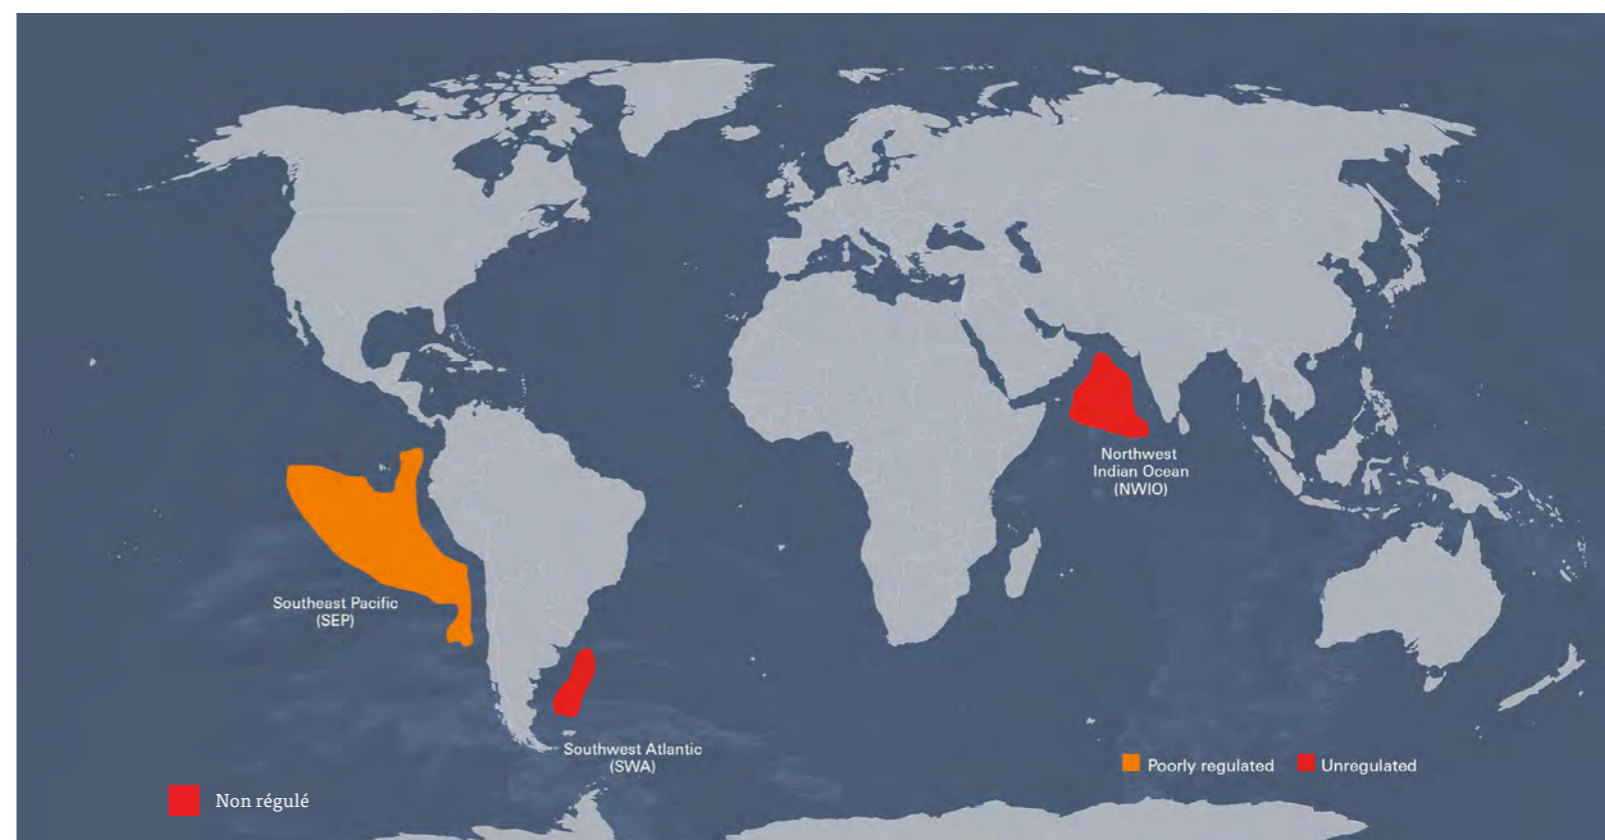 Northwest
Indian Ocean
(NWIO)
Southeast Pacific
(SEP)
Southwest Atlantic
(SWA)
Poorly regulated
Unregulated
Non régulé